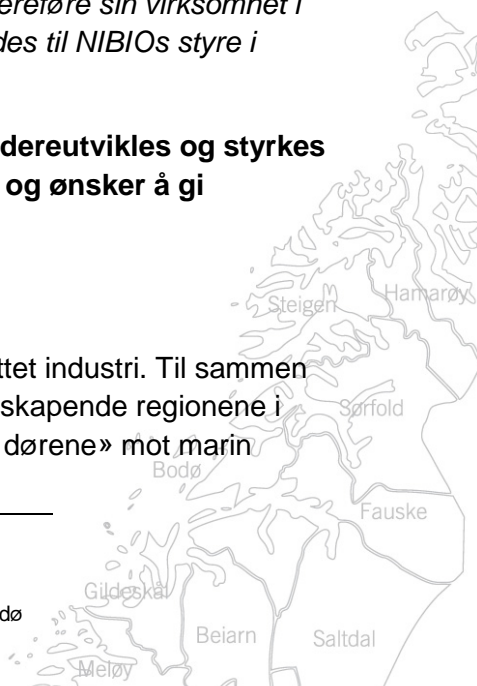 ereføre sin virksomhet i
des til NIBIOs styre i
dereutvikles og styrkes
og ønsker å gi
Steigen
Hamarøy
ttet industri. Til sammen
skapende regionene i
Sørfold
dørene» mot marin
Bodø
Fauske
Gildeskål
dø
Beiarn
Saltdal
Meløy